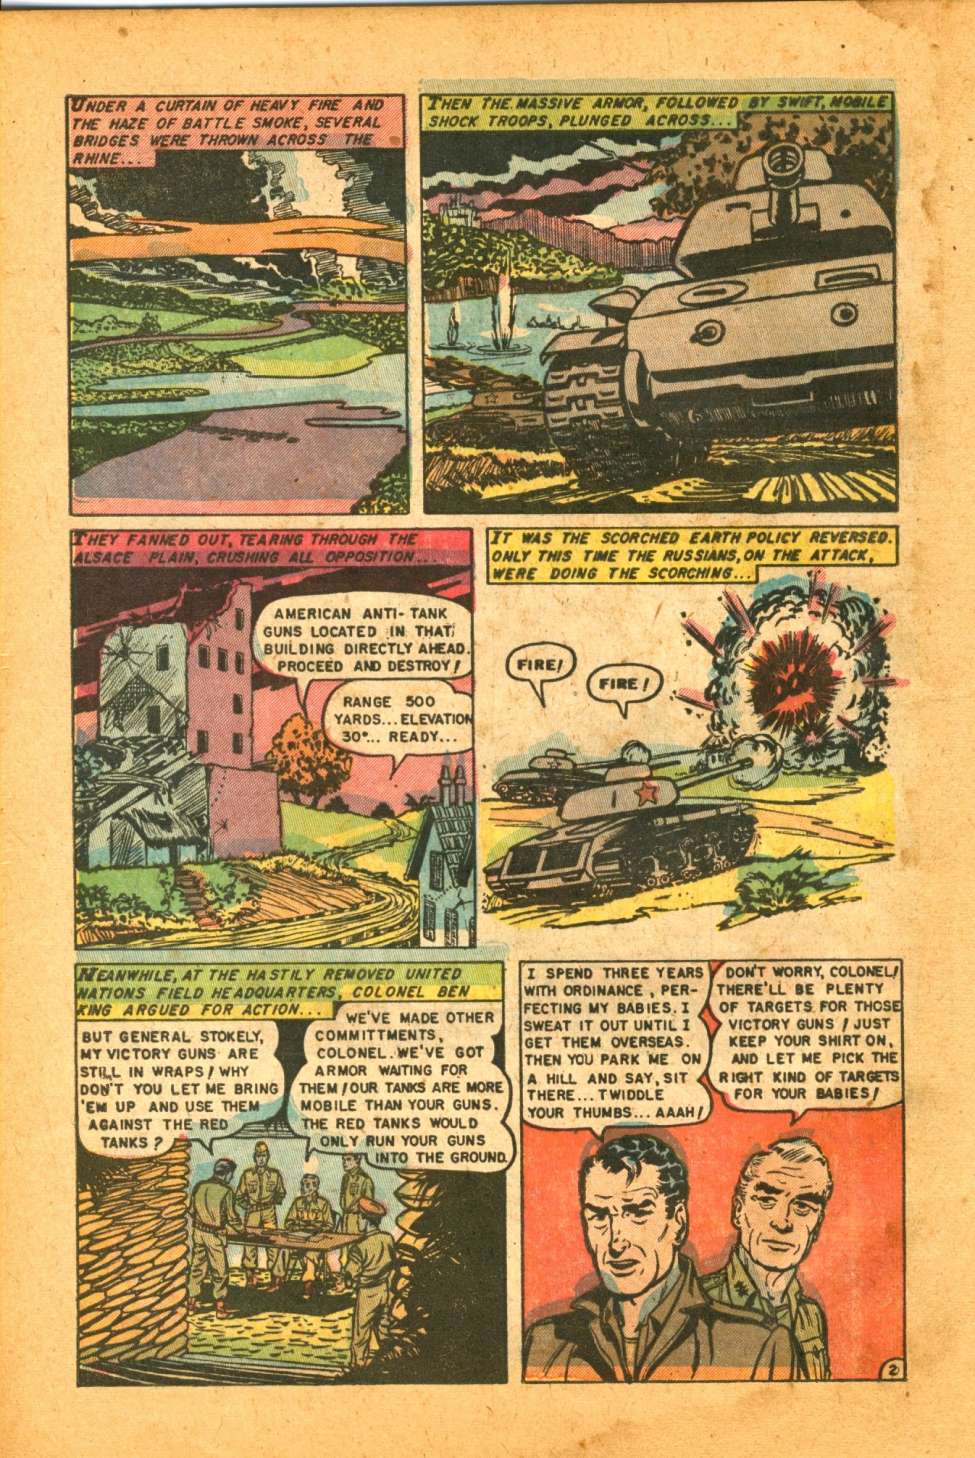 UNDER A CURTAIN OF HEAVY FIRE AND
THE HAZE OF BATTLE SMOKE, SEVERAL
BRIDGES WERE THROWN ACROSS THE
RHINE...
THEN THE MASSIVE ARMOR, FOLLOWED BY SWIFT, MOBILE
SHOCK TROOPS, PLUNGED ACROSS...
THEY FANNED OUT, TEARING THROUGH THE
ALSACE PLAIN, CRUSHING ALL OPPOSITION...
AMERICAN ANTI-TANK
GUNS LOCATED IN THAT
BUILDING DIRECTLY AHEAD.
PROCEED AND DESTROY!
RANGE 500
YARDS... ELEVATION
30°... READY...
IT WAS THE SCORCHED EARTH POLICY REVERSED.
ONLY THIS TIME THE RUSSIANS, ON THE ATTACK,
WERE DOING THE SCORCHING...
FIRE!
FIRE!
MEANWHILE, AT THE HASTILY REMOVED UNITED
NATIONS FIELD HEADQUARTERS, COLONEL BEN
KING ARGUED FOR ACTION...
BUT GENERAL STOKELY,
MY VICTORY GUNS ARE
STILL IN WRAPS! WHY
DON'T YOU LET ME BRING
'EM UP AND USE THEM
AGAINST THE RED
TANKS?
WE'VE MADE OTHER
COMMITTMENTS,
COLONEL. WE'VE GOT
ARMOR WAITING FOR
THEM! OUR TANKS ARE MORE
MOBILE THAN YOUR GUNS.
THE RED TANKS WOULD
ONLY RUN YOUR GUNS
INTO THE GROUND.
I SPEND THREE YEARS
WITH ORDINANCE, PER-
FECTING MY BABIES. I
SWEAT IT OUT UNTIL I
GET THEM OVERSEAS.
THEN YOU PARK ME ON
A HILL AND SAY, SIT
THERE... TWIDDLE
YOUR THUMBS... AAAH!
DON'T WORRY, COLONEL!
THERE'LL BE PLENTY
OF TARGETS FOR THOSE
VICTORY GUNS! JUST
KEEP YOUR SHIRT ON,
AND LET ME PICK THE
RIGHT KIND OF TARGETS
FOR YOUR BABIES!
2